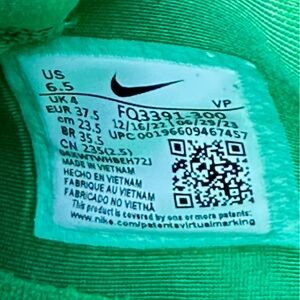 US
6.5
UK 4
EUR 37.5
cm 23.5
BR 35.5
CN 235(2.5)
VP
FQ3391-300
12/16/22 06/29/23
UPC 00196609467457
MADE IN VIETNAM
HECHO EN VIETNAM
FABRIQUE AU VIETNAM
FABRICADO NO VIETNÃ
This product is covered by one or more patents:
www.nike.com/patentsvirtualmarking